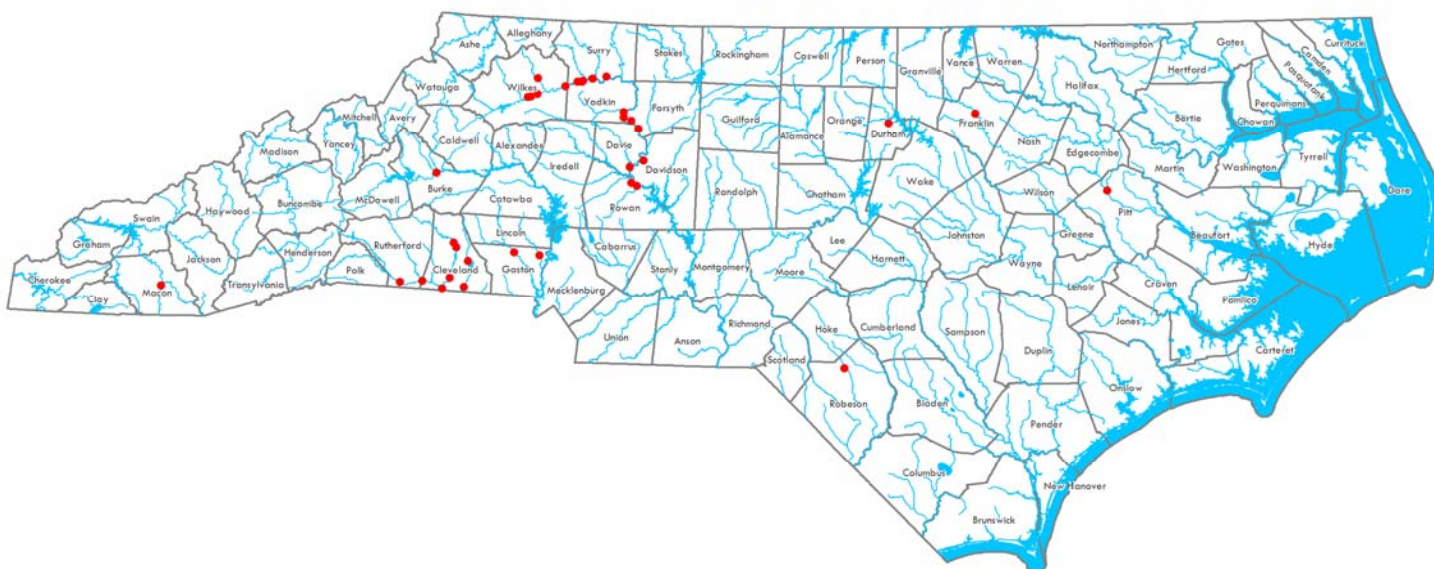 Ashe
Alleghany
Surry
Stokes
Rockingham
Caswell
Person
Granville
Vance
Warren
Northampton
Gates
Hertford
Halifax
Currituck
Camden
Pasquotank
Perquimans
Chowan
Bertie
Watauga
Wilkes
Yadkin
Forsyth
Guilford
Alamance
Orange
Durham
Franklin
Nash
Edgecombe
Martin
Washington
Tyrrell
Dare
Mitchell
Avery
Yancey
Madison
Caldwell
Alexander
Iredell
Davie
Davidson
Randolph
Chatham
Wake
Wilson
Pitt
Beaufort
Hyde
Swain
Haywood
Buncombe
McDowell
Burke
Catawba
Rowan
Lincoln
Graham
Jackson
Henderson
Rutherford
Polk
Cleveland
Gaston
Cabarrus
Stanly
Montgomery
Moore
Lee
Harnett
Johnston
Greene
Wayne
Lenoir
Craven
Pamlico
Cherokee
Clay
Macon
Transylvania
Mecklenburg
Union
Anson
Richmond
Scotland
Hoke
Cumberland
Sampson
Duplin
Jones
Carteret
Onslow
Robeson
Bladen
Pender
Columbus
New Hanover
Brunswick